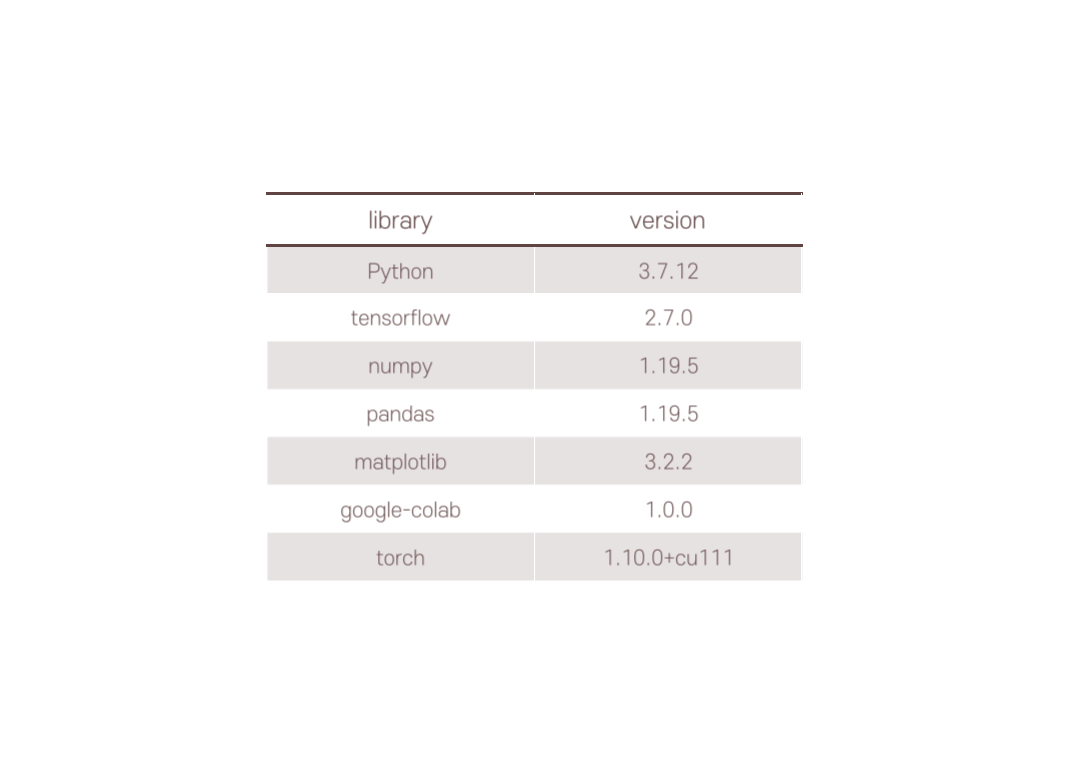 library version
Python 3.7.12
tensorflow 2.7.0
numpy 1.19.5
pandas 1.19.5
matplotlib 3.2.2
google-colab 1.0.0
torch 1.10.0+cu111